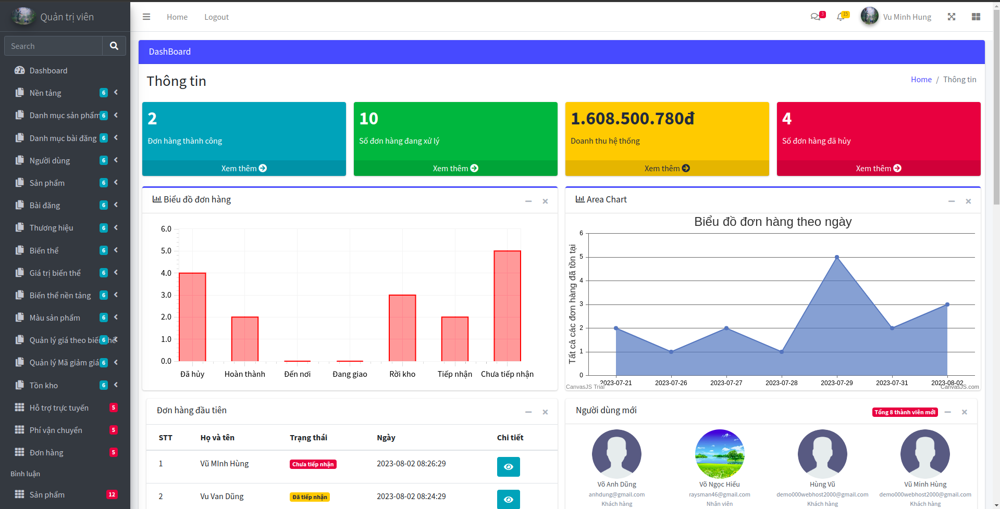 Quản trị viên
Home
Logout
3
15
Vu Minh Hung
Search
Dashboard
Nền tảng 6
Danh mục sản phẩm 6
Danh mục bài đăng 6
Người dùng 6
Sản phẩm 6
Bài đăng 6
Thương hiệu 6
Biến thể 6
Giá trị biến thể 6
Biến thể nền tảng 6
Màu sản phẩm 6
Quản lý giá theo biến thể 6
Quản lý Mã giảm giá 6
Tồn kho 6
Hỗ trợ trực tuyến 5
Phí vận chuyển 5
Đơn hàng 5
Bình luận
Sản phẩm 12
DashBoard
Thông tin
Home / Thông tin
2
Đơn hàng thành công
Xem thêm
10
Số đơn hàng đang xử lý
Xem thêm
1.608.500.780đ
Doanh thu hệ thống
Xem thêm
4
Số đơn hàng đã hủy
Xem thêm
Biểu đồ đơn hàng
6.0
5.0
4.0
3.0
2.0
1.0
0.0
Đã hủy Hoàn thành Đến nơi Đang giao Rời kho Tiếp nhận Chưa tiếp nhận
Area Chart
Biểu đồ đơn hàng theo ngày
Tất cả các đơn hàng đã tồn tại
6
5
4
3
2
1
0
2023-07-21 2023-07-26 2023-07-27 2023-07-28 2023-07-29 2023-07-31 2023-08-02
CanvasJS Trial
CanvasJS.com
Đơn hàng đầu tiên
STT Họ và tên Trạng thái Ngày Chi tiết
1 Vũ MInh Hùng Chưa tiếp nhận 2023-08-02 08:26:29
2 Vu Van Dũng Đã tiếp nhận 2023-08-02 08:24:29
Người dùng mới
Tổng 8 thành viên mới
Võ Anh Dũng
anhdung@gmail.com
Khách hàng
Võ Ngọc Hiếu
raysman46@gmail.com
Nhân viên
Hùng Vũ
demo000webhost2000@gmail.com
Khách hàng
Vũ Minh Hùng
demo000webhost2000@gmail.com
Khách hàng